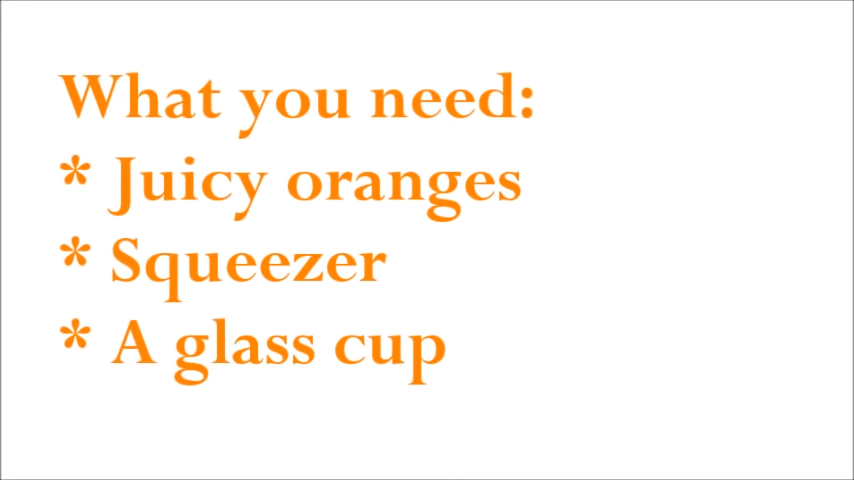 What you need:
* Juicy oranges
* Squeezer
* A glass cup